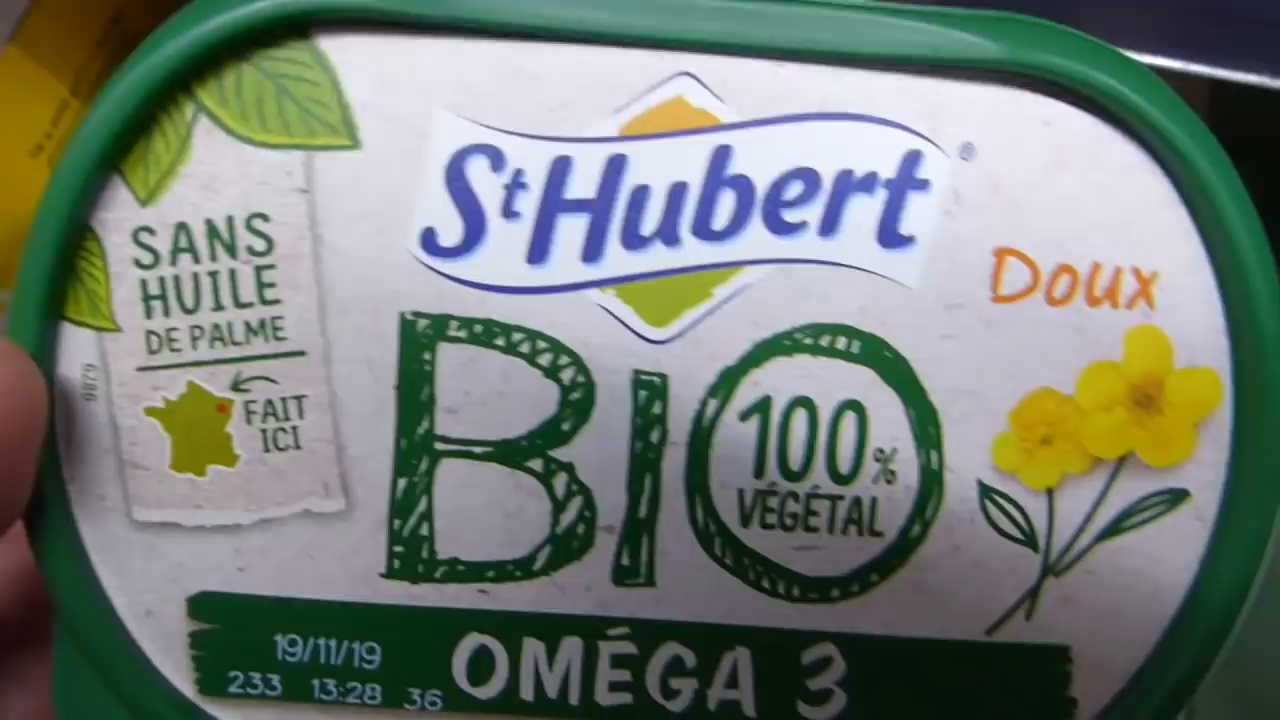 St Hubert®
Doux
SANS
HUILE
DE PALME
FAIT
ICI
BIO
100%
VÉGÉTAL
19/11/19
233 13:28 36
OMÉGA 3